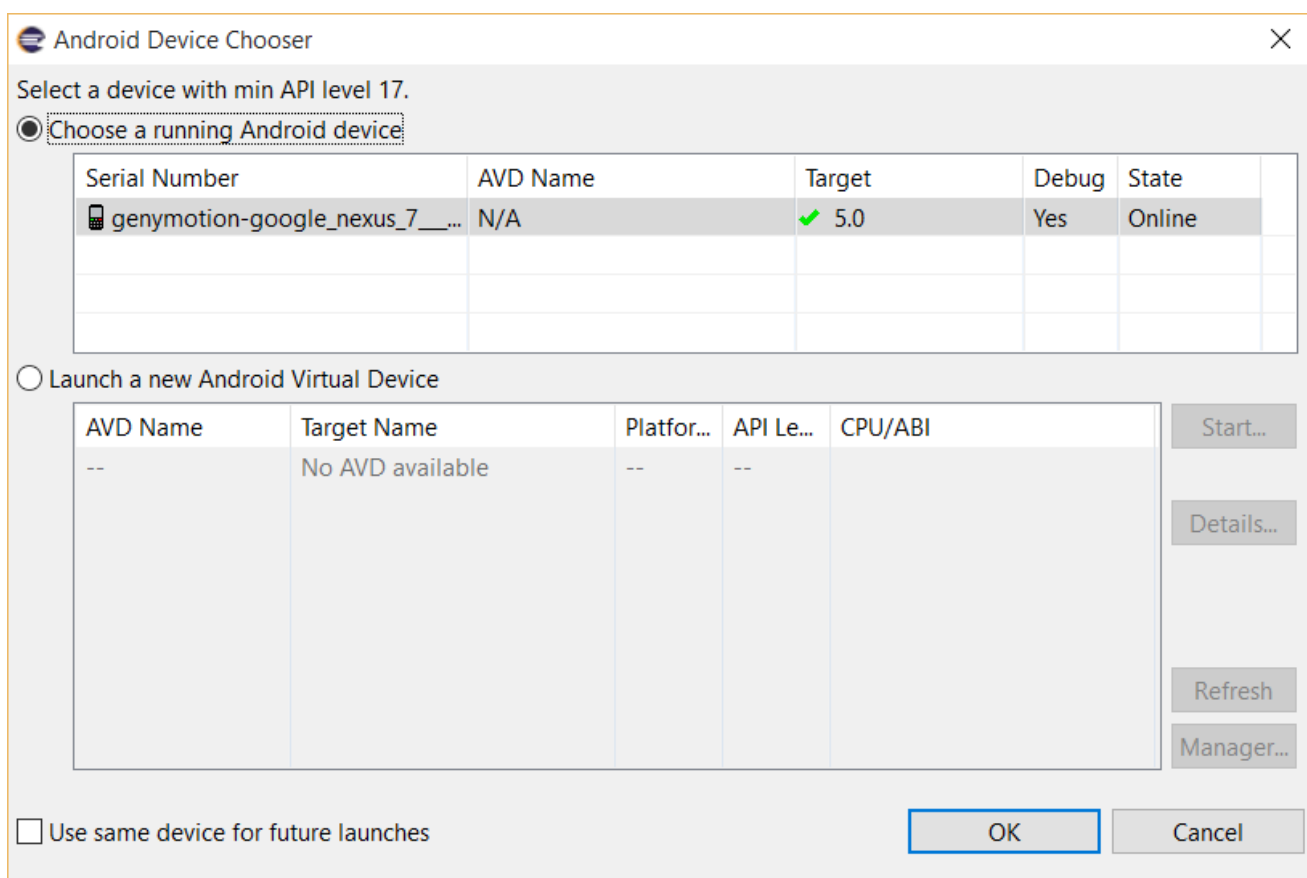 Android Device Chooser
Select a device with min API level 17.
Choose a running Android device
Serial Number AVD Name Target Debug State
genymotion-google_nexus_7___... N/A 5.0 Yes Online
Launch a new Android Virtual Device
AVD Name Target Name Platfor... API Le... CPU/ABI Start...
-- No AVD available -- --
Details...
Refresh
Manager...
Use same device for future launches OK Cancel